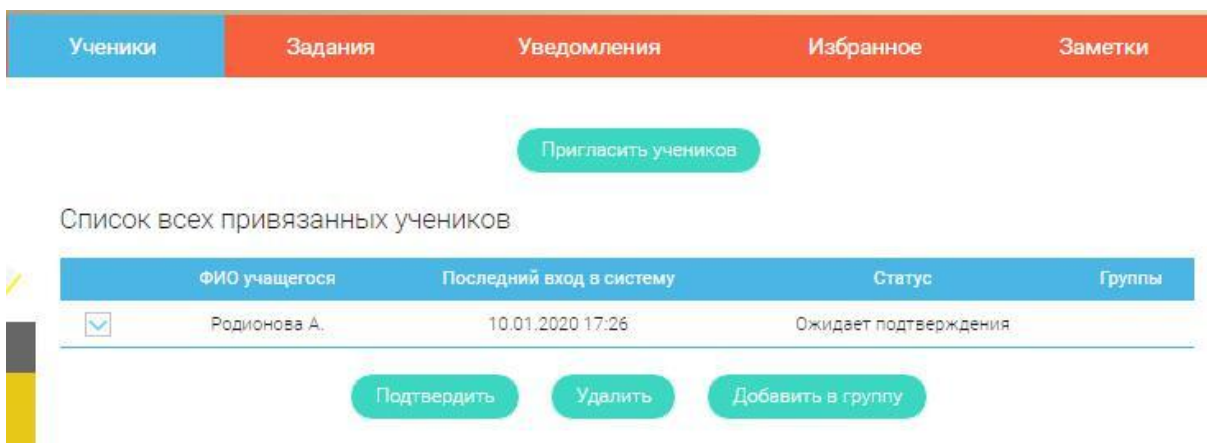 Ученики Задания Уведомления Избранное Заметки
Пригласить учеников
Список всех привязанных учеников
ФИО учащегося Последний вход в систему Статус Группы
Родионова А. 10.01.2020 17:26 Ожидает подтверждения
Подтвердить Удалить Добавить в группу